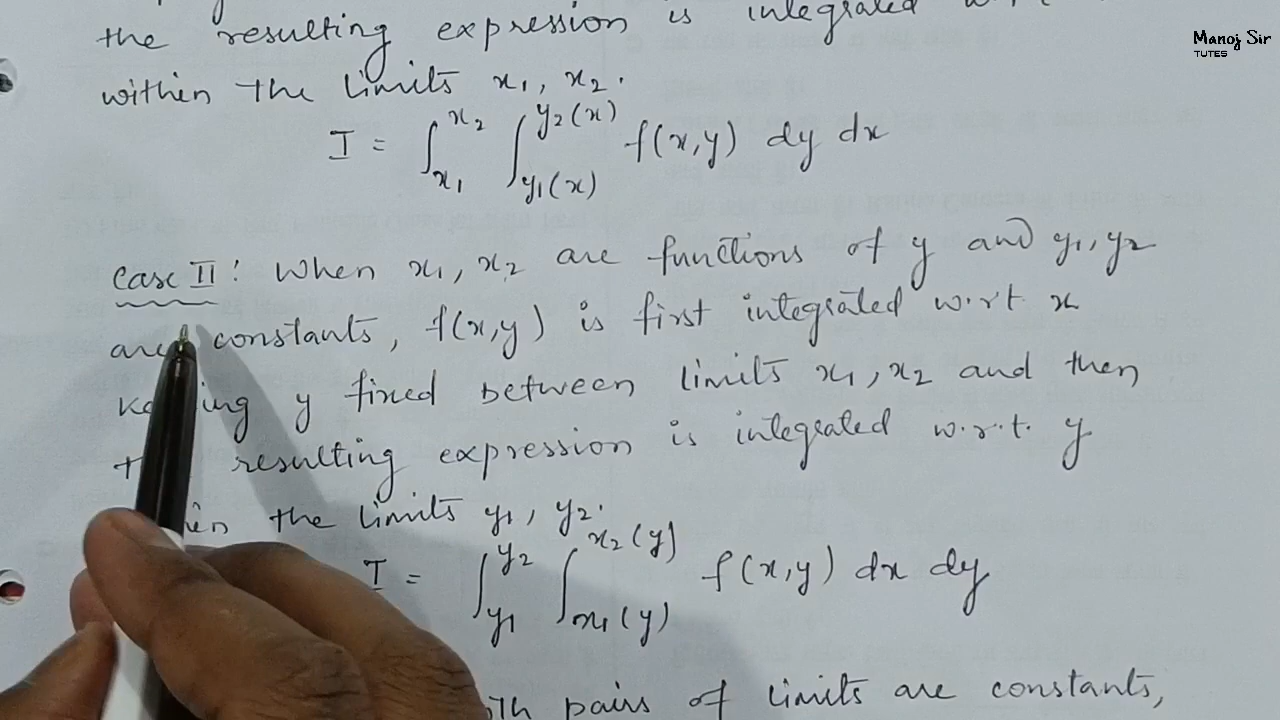 the resulting expression is integrated
within the limits x1, x2.
I = ∫_{x1}^{x2} ∫_{y1(x)}^{y2(x)} f(x,y) dy dx
Case II: When x1, x2 are functions of y and y1, y2
are constants, f(x,y) is first integrated w.r.t x
y fixed between limits x1, x2 and then
resulting expression is integrated w.r.t. y
the limits y1, y2.
I = ∫_{y1}^{y2} ∫_{x1(y)}^{x2(y)} f(x,y) dx dy
pairs of limits are constants,
Manoj Sir
TUTES